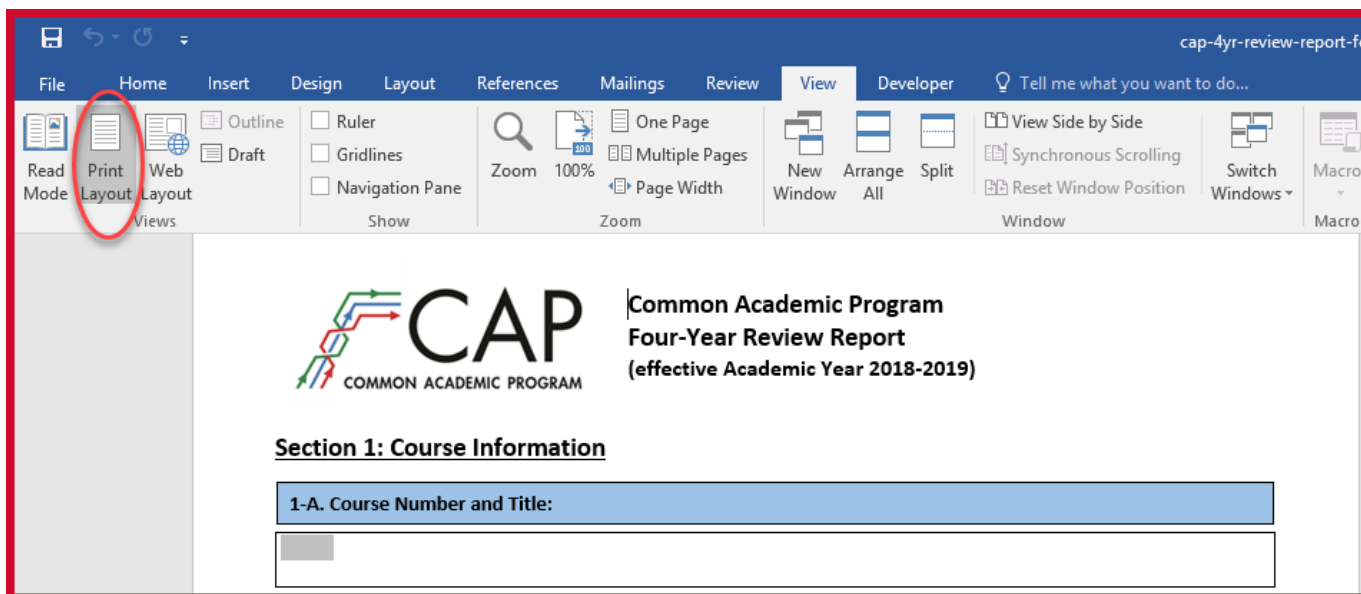 cap-4yr-review-report-f
File Home Insert Design Layout References Mailings Review View Developer Tell me what you want to do...
Outline Ruler One Page View Side by Side
Draft Gridlines Multiple Pages Synchronous Scrolling
Read Print Web Navigation Pane Zoom 100% Page Width New Arrange Split Reset Window Position Switch Macro
Mode Layout Layout Window All Windows
Views Show Zoom Window Macro
100
CAP
COMMON ACADEMIC PROGRAM
Common Academic Program
Four-Year Review Report
(effective Academic Year 2018-2019)
Section 1: Course Information
1-A. Course Number and Title: